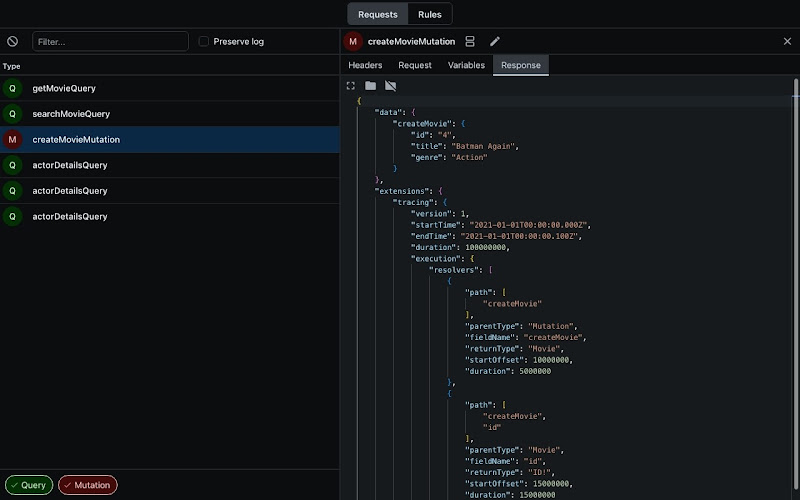 Requests Rules
Filter... Preserve log
Type
Q getMovieQuery
Q searchMovieQuery
M createMovieMutation
Q actorDetailsQuery
Q actorDetailsQuery
Q actorDetailsQuery
Query Mutation
M createMovieMutation
Headers Request Variables Response
{
"data": {
"createMovie": {
"id": "4",
"title": "Batman Again",
"genre": "Action"
}
},
"extensions": {
"tracing": {
"version": 1,
"startTime": "2021-01-01T00:00:00.000Z",
"endTime": "2021-01-01T00:00:00.100Z",
"duration": 100000000,
"execution": {
"resolvers": [
{
"path": [
"createMovie"
],
"parentType": "Mutation",
"fieldName": "createMovie",
"returnType": "Movie",
"startOffset": 10000000,
"duration": 5000000
},
{
"path": [
"createMovie",
"id"
],
"parentType": "Movie",
"fieldName": "id",
"returnType": "ID!",
"startOffset": 15000000,
"duration": 15000000